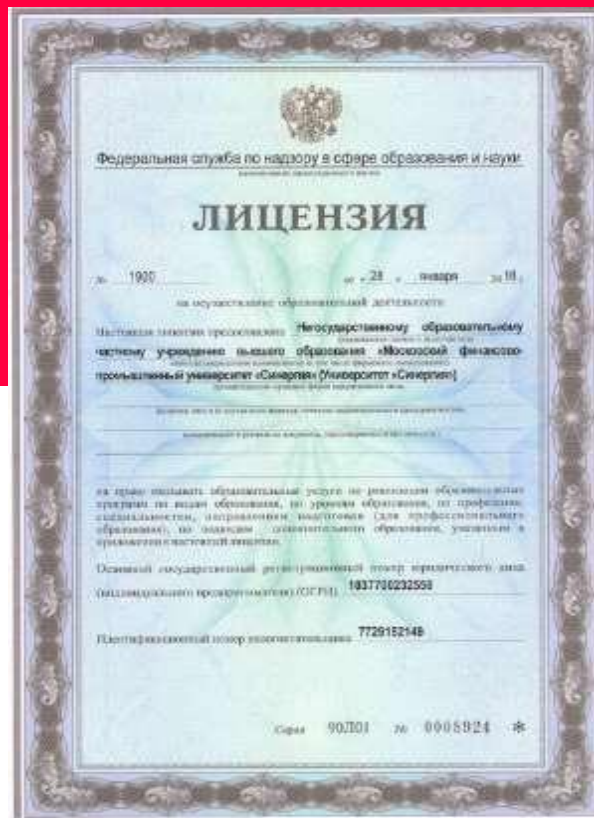 Федеральная служба по надзору в сфере образования и науки
ЛИЦЕНЗИЯ
№ 1900 от «28» января 20 16 г.
на осуществление образовательной деятельности
Настоящая лицензия предоставлена Негосударственному образовательному
частному учреждению высшего образования «Московский финансово-
промышленный университет «Синергия» (Университет «Синергия»)
на право оказывать образовательные услуги по реализации образовательных
программ по видам образования, по уровням образования, по профессиям,
специальностям, направлениям подготовки (для профессионального
образования), по подвидам дополнительного образования, указанным в
приложении к настоящей лицензии
Основной государственный регистрационный номер юридического лица
(индивидуального предпринимателя) (ОГРН) 1037700232558
Идентификационный номер налогоплательщика 7729152149
Серия 90Л01 № 0008924 *